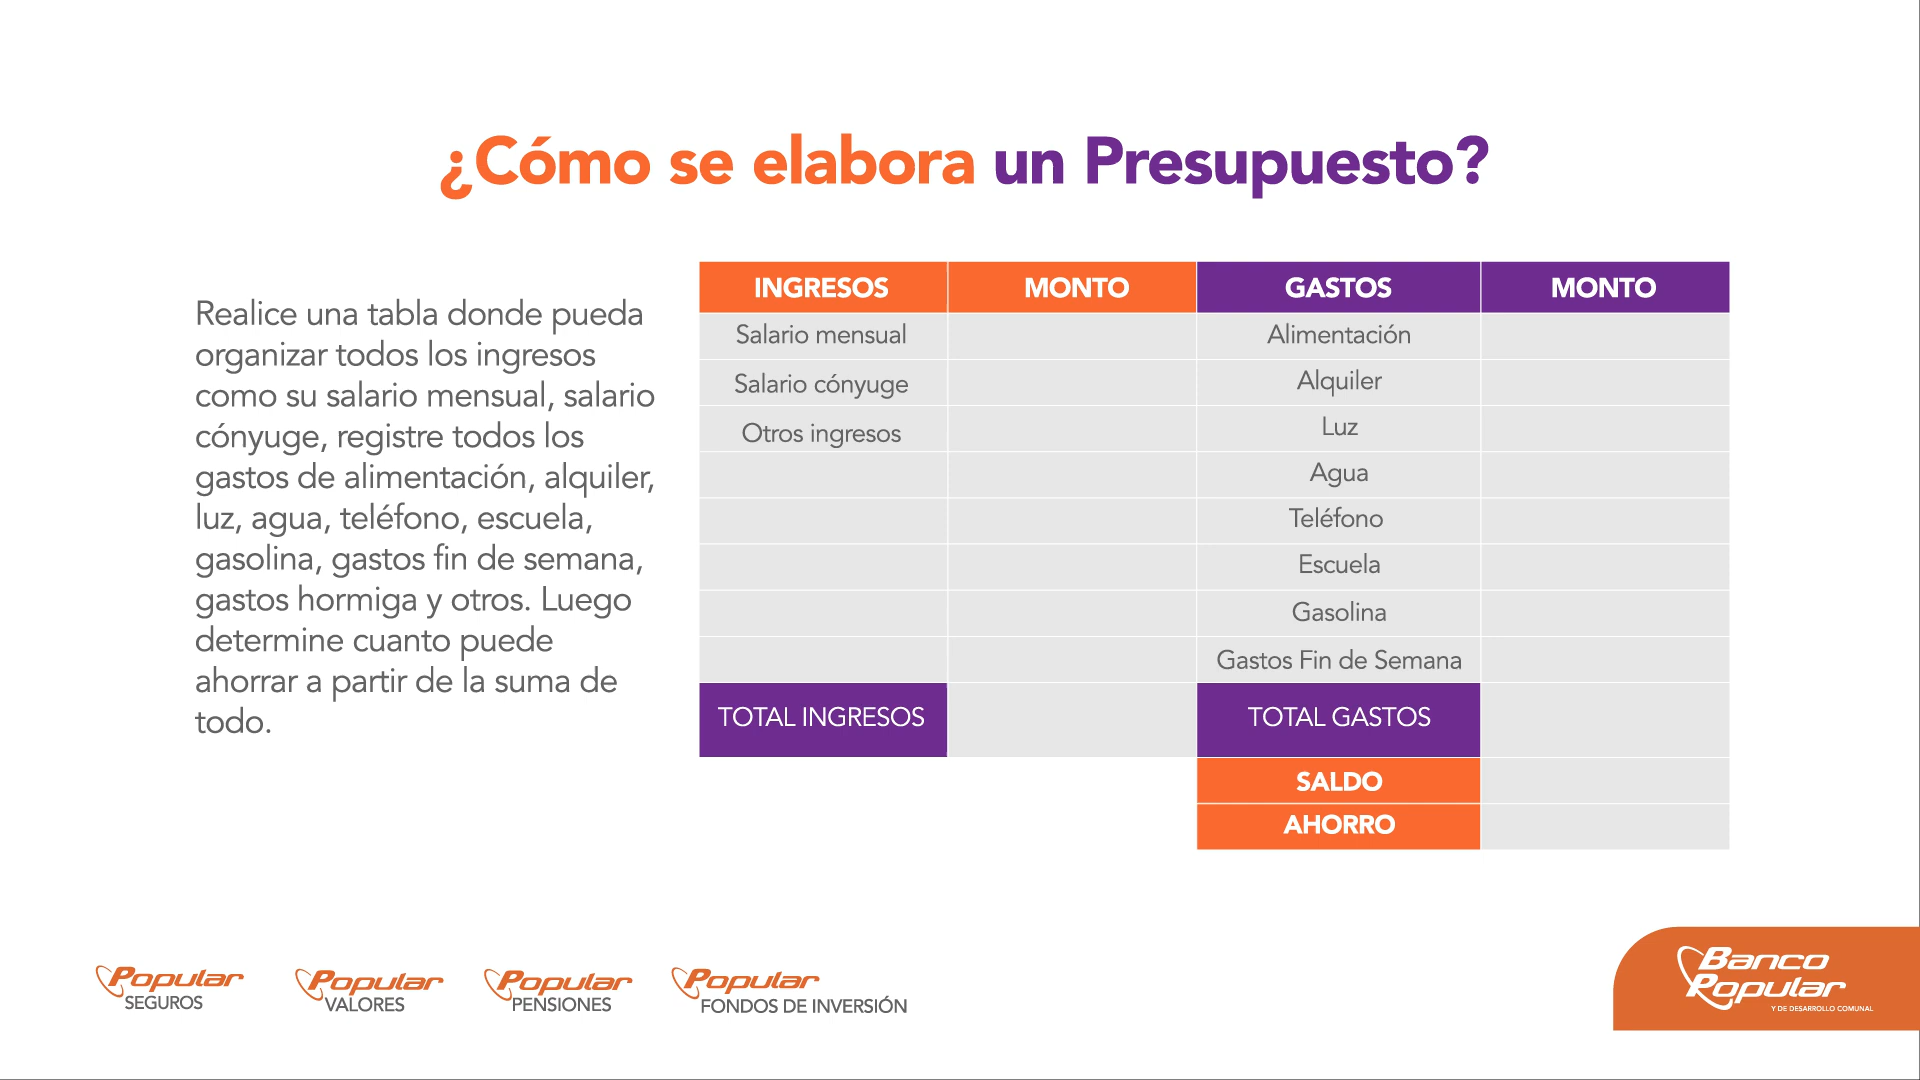 ¿Cómo se elabora un Presupuesto?
Realice una tabla donde pueda
organizar todos los ingresos
como su salario mensual, salario
cónyuge, registre todos los
gastos de alimentación, alquiler,
luz, agua, teléfono, escuela,
gasolina, gastos fin de semana,
gastos hormiga y otros. Luego
determine cuanto puede
ahorrar a partir de la suma de
todo.
INGRESOS MONTO GASTOS MONTO
Salario mensual Alimentación
Salario cónyuge Alquiler
Otros ingresos Luz
Agua
Teléfono
Escuela
Gasolina
Gastos Fin de Semana
TOTAL INGRESOS TOTAL GASTOS
SALDO
AHORRO
Popular
SEGUROS
Popular
VALORES
Popular
PENSIONES
Popular
FONDOS DE INVERSIÓN
Banco
Popular
Y DE DESARROLLO COMUNAL